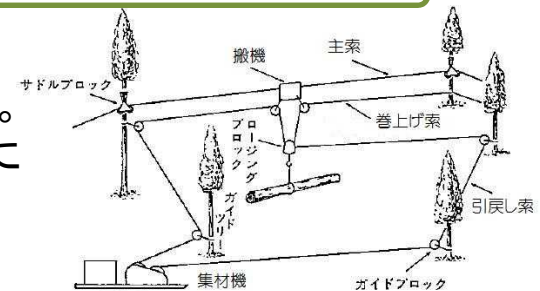 。
に
搬機
主索
サドルブロック
巻上げ索
ロージング
ブロック
ガイド
ツリー
引戻し索
集材機
ガイドブロック